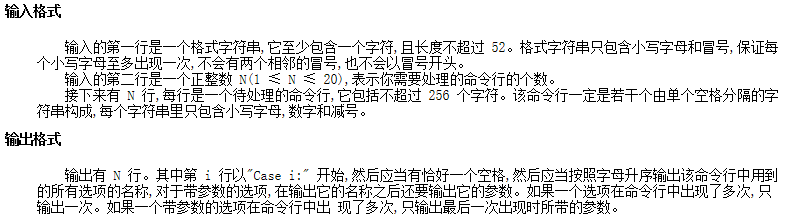 输入格式
输入的第一行是一个格式字符串,它至少包含一个字符,且长度不超过 52。格式字符串只包含小写字母和冒号,保证每
个小写字母至多出现一次,不会有两个相邻的冒号,也不会以冒号开头。
输入的第二行是一个正整数 N(1 ≤ N ≤ 20),表示你需要处理的命令行的个数。
接下来有 N 行,每行是一个待处理的命令行,它包括不超过 256 个字符。该命令行一定是若干个由单个空格分隔的字
符串构成,每个字符串里只包含小写字母,数字和减号。
输出格式
输出有 N 行。其中第 i 行以"Case i:" 开始,然后应当有恰好一个空格,然后应当按照字母升序输出该命令行中用到
的所有选项的名称,对于带参数的选项,在输出它的名称之后还要输出它的参数。如果一个选项在命令行中出现了多次,只
输出一次。如果一个带参数的选项在命令行中出 现了多次,只输出最后一次出现时所带的参数。